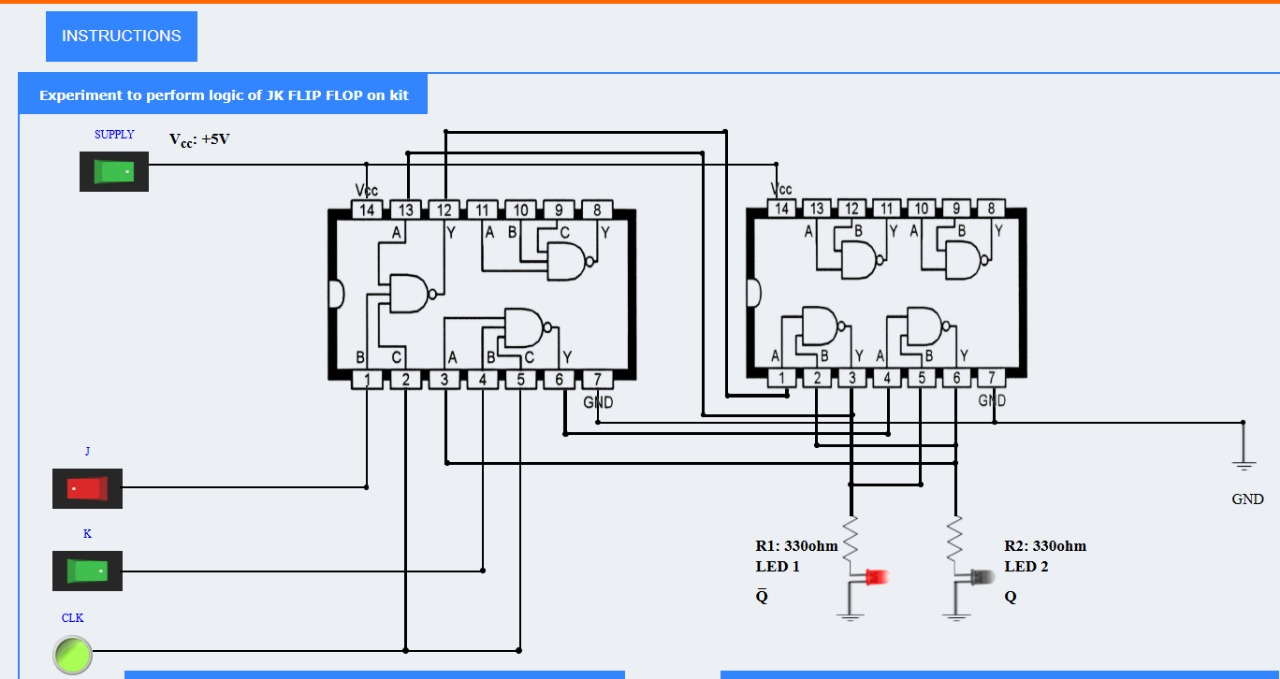 INSTRUCTIONS
Experiment to perform logic of JK FLIP FLOP on kit
SUPPLY
Vcc: +5V
Vcc
14 13 12 11 10 9 8
A Y A B C Y
B C A B C Y
1 2 3 4 5 6 7
GND
Vcc
14 13 12 11 10 9 8
A B Y A B Y
A B Y A B Y
1 2 3 4 5 6 7
GND
J
K
CLK
GND
R1: 330ohm
LED 1
Q̅
R2: 330ohm
LED 2
Q